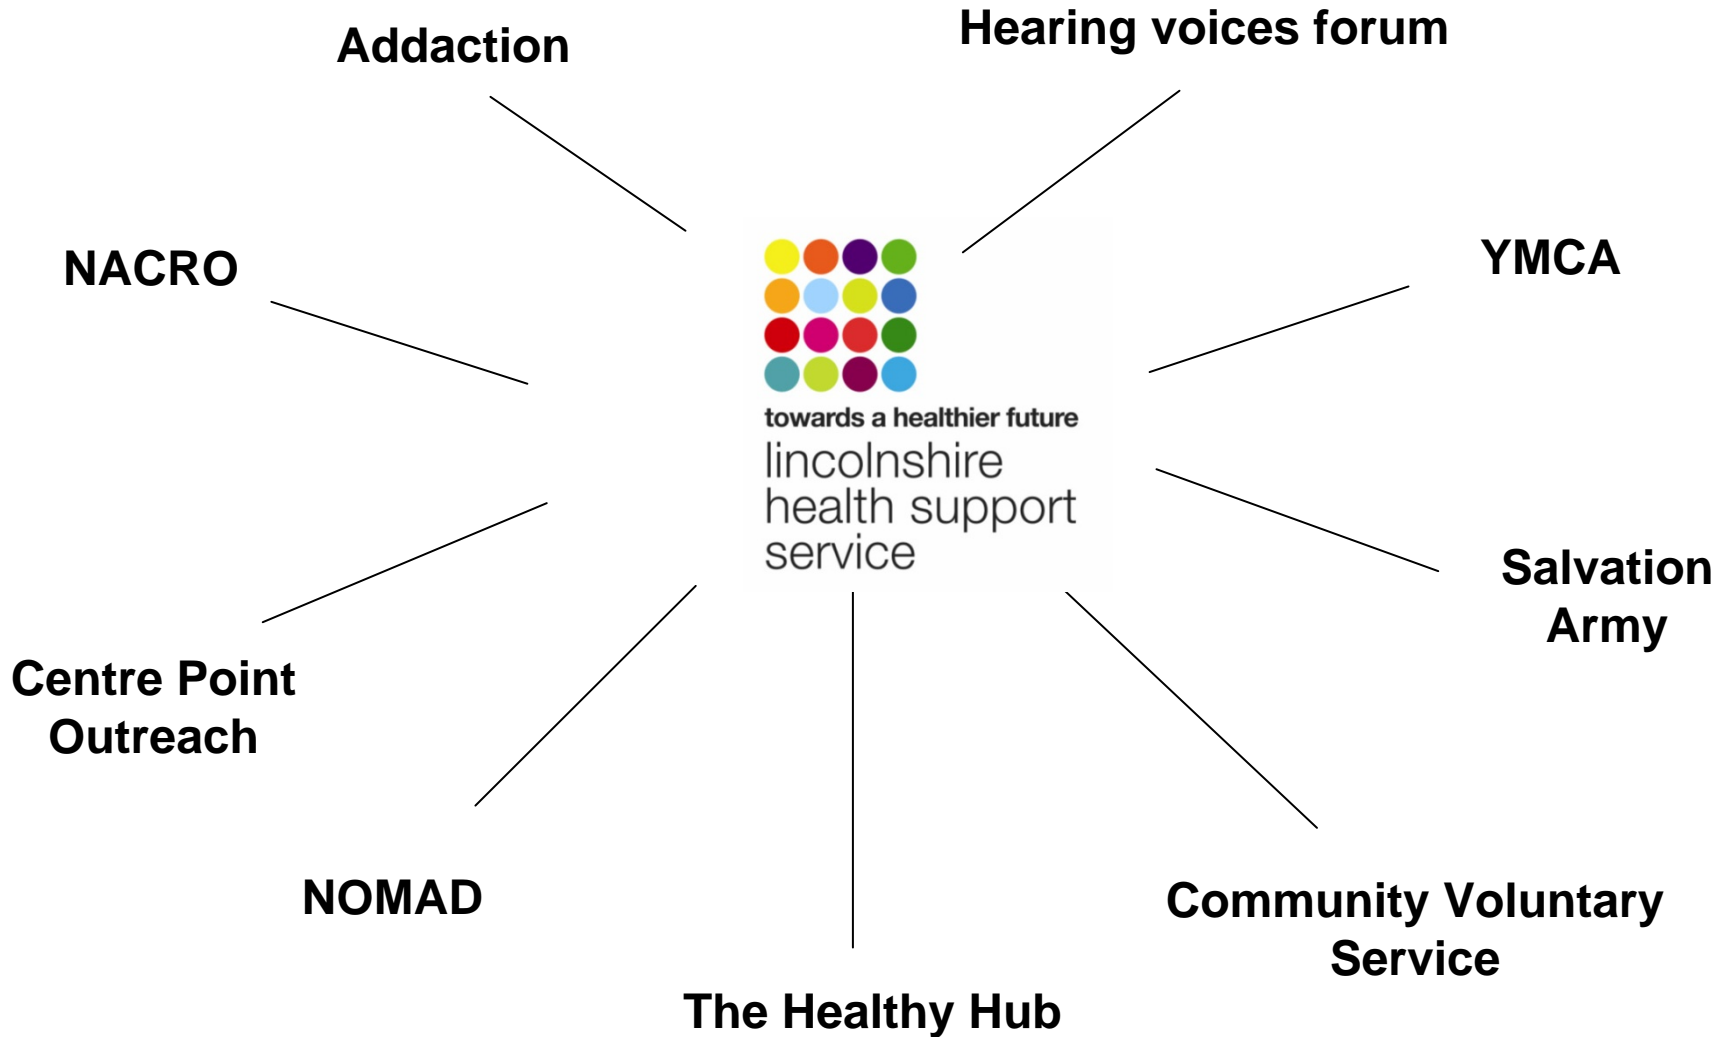 Hearing voices forum
Addaction
YMCA
NACRO
towards a healthier future
lincolnshire
health support
service
Salvation
Army
Centre Point
Outreach
NOMAD
Community Voluntary
Service
The Healthy Hub